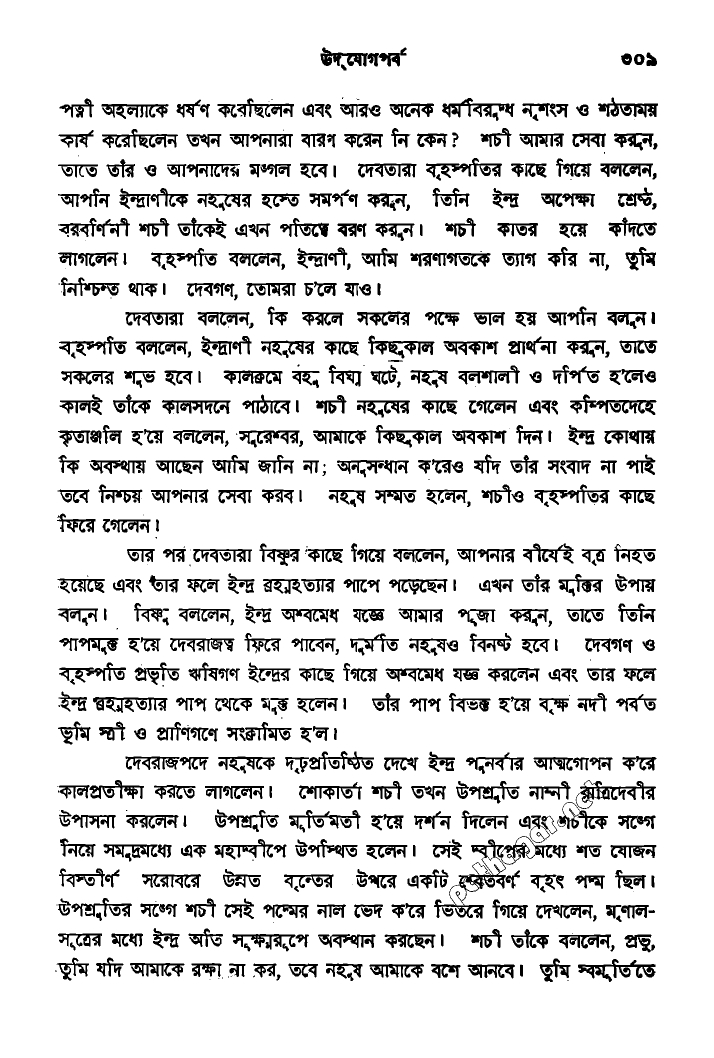 উদ্‌যোগপর্ব ৩০৯
পত্নী অহল্যাকে ধর্ষণ করেছিলেন এবং আরও অনেক ধর্মবিরুদ্ধ নৃশংস ও শঠতাময়
কার্য করেছিলেন তখন আপনারা বারণ করেন নি কেন? শচী আমার সেবা করুন,
তাতে তাঁর ও আপনাদের মঙ্গল হবে। দেবতারা বৃহস্পতির কাছে গিয়ে বললেন,
আপনি ইন্দ্রাণীকে নহুষের হস্তে সমর্পণ করুন, তিনি ইন্দ্র অপেক্ষা শ্রেষ্ঠ,
বরবর্ণিনী শচী তাঁকেই এখন পতিত্বে বরণ করুন। শচী কাতর হয়ে কাঁদতে
লাগলেন। বৃহস্পতি বললেন, ইন্দ্রাণী, আমি শরণাগতকে ত্যাগ করি না, তুমি
নিশ্চিন্ত থাক। দেবগণ, তোমরা চ'লে যাও।
দেবতারা বললেন, কি করলে সকলের পক্ষে ভাল হয় আপনি বলুন।
বৃহস্পতি বললেন, ইন্দ্রাণী নহুষের কাছে কিছুকাল অবকাশ প্রার্থনা করুন, তাতে
সকলের শুভ হবে। কালক্রমে বহু বিঘ্ন ঘটে, নহুষ বলশালী ও দর্পিত হ'লেও
কালই তাঁকে কালসদনে পাঠাবে। শচী নহুষের কাছে গেলেন এবং কম্পিতদেহে
কৃতাঞ্জলি হ'য়ে বললেন, সুরেশ্বর, আমাকে কিছুকাল অবকাশ দিন। ইন্দ্র কোথায়
কি অবস্থায় আছেন আমি জানি না; অনুসন্ধান ক'রেও যদি তাঁর সংবাদ না পাই
তবে নিশ্চয় আপনার সেবা করব। নহুষ সম্মত হলেন, শচীও বৃহস্পতির কাছে
ফিরে গেলেন।
তার পর দেবতারা বিষ্ণুর কাছে গিয়ে বললেন, আপনার বীর্যেই বৃত্র নিহত
হয়েছে এবং তার ফলে ইন্দ্র ব্রহ্মহত্যার পাপে পড়েছেন। এখন তাঁর মুক্তির উপায়
বলুন। বিষ্ণু বললেন, ইন্দ্র অশ্বমেধ যজ্ঞে আমার পূজা করুন, তাতে তিনি
পাপমুক্ত হ'য়ে দেবরাজত্ব ফিরে পাবেন, দুর্মতি নহুষও বিনষ্ট হবে। দেবগণ ও
বৃহস্পতি প্রভৃতি ঋষিগণ ইন্দ্রের কাছে গিয়ে অশ্বমেধ যজ্ঞ করলেন এবং তার ফলে
ইন্দ্র ব্রহ্মহত্যার পাপ থেকে মুক্ত হলেন। তাঁর পাপ বিভক্ত হ'য়ে বৃক্ষ নদী পর্বত
ভূমি স্ত্রী ও প্রাণিগণে সংক্রামিত হ'ল।
দেবরাজপদে নহুষকে দৃঢ়প্রতিষ্ঠিত দেখে ইন্দ্র পুনর্বার আত্মগোপন ক'রে
কালপ্রতীক্ষা করতে লাগলেন। শোকার্তা শচী তখন উপশ্রুতি নাম্নী রাত্রিদেবীর
উপাসনা করলেন। উপশ্রুতি মূর্তিমতী হ'য়ে দর্শন দিলেন এবং শচীকে সঙ্গে
নিয়ে সমুদ্রমধ্যে এক মহাদ্বীপে উপস্থিত হলেন। সেই দ্বীপের মধ্যে শত যোজন
বিস্তীর্ণ সরোবরে উন্নত বৃন্তের উপরে একটি শ্বেতবর্ণ বৃহৎ পদ্ম ছিল।
উপশ্রুতির সঙ্গে শচী সেই পদ্মের নাল ভেদ ক'রে ভিতরে গিয়ে দেখলেন, মৃণাল-
সূত্রের মধ্যে ইন্দ্র অতি সূক্ষ্মরূপে অবস্থান করছেন। শচী তাঁকে বললেন, প্রভু,
তুমি যদি আমাকে রক্ষা না কর, তবে নহুষ আমাকে বশে আনবে। তুমি স্বমূর্তিতে
pathagar.net